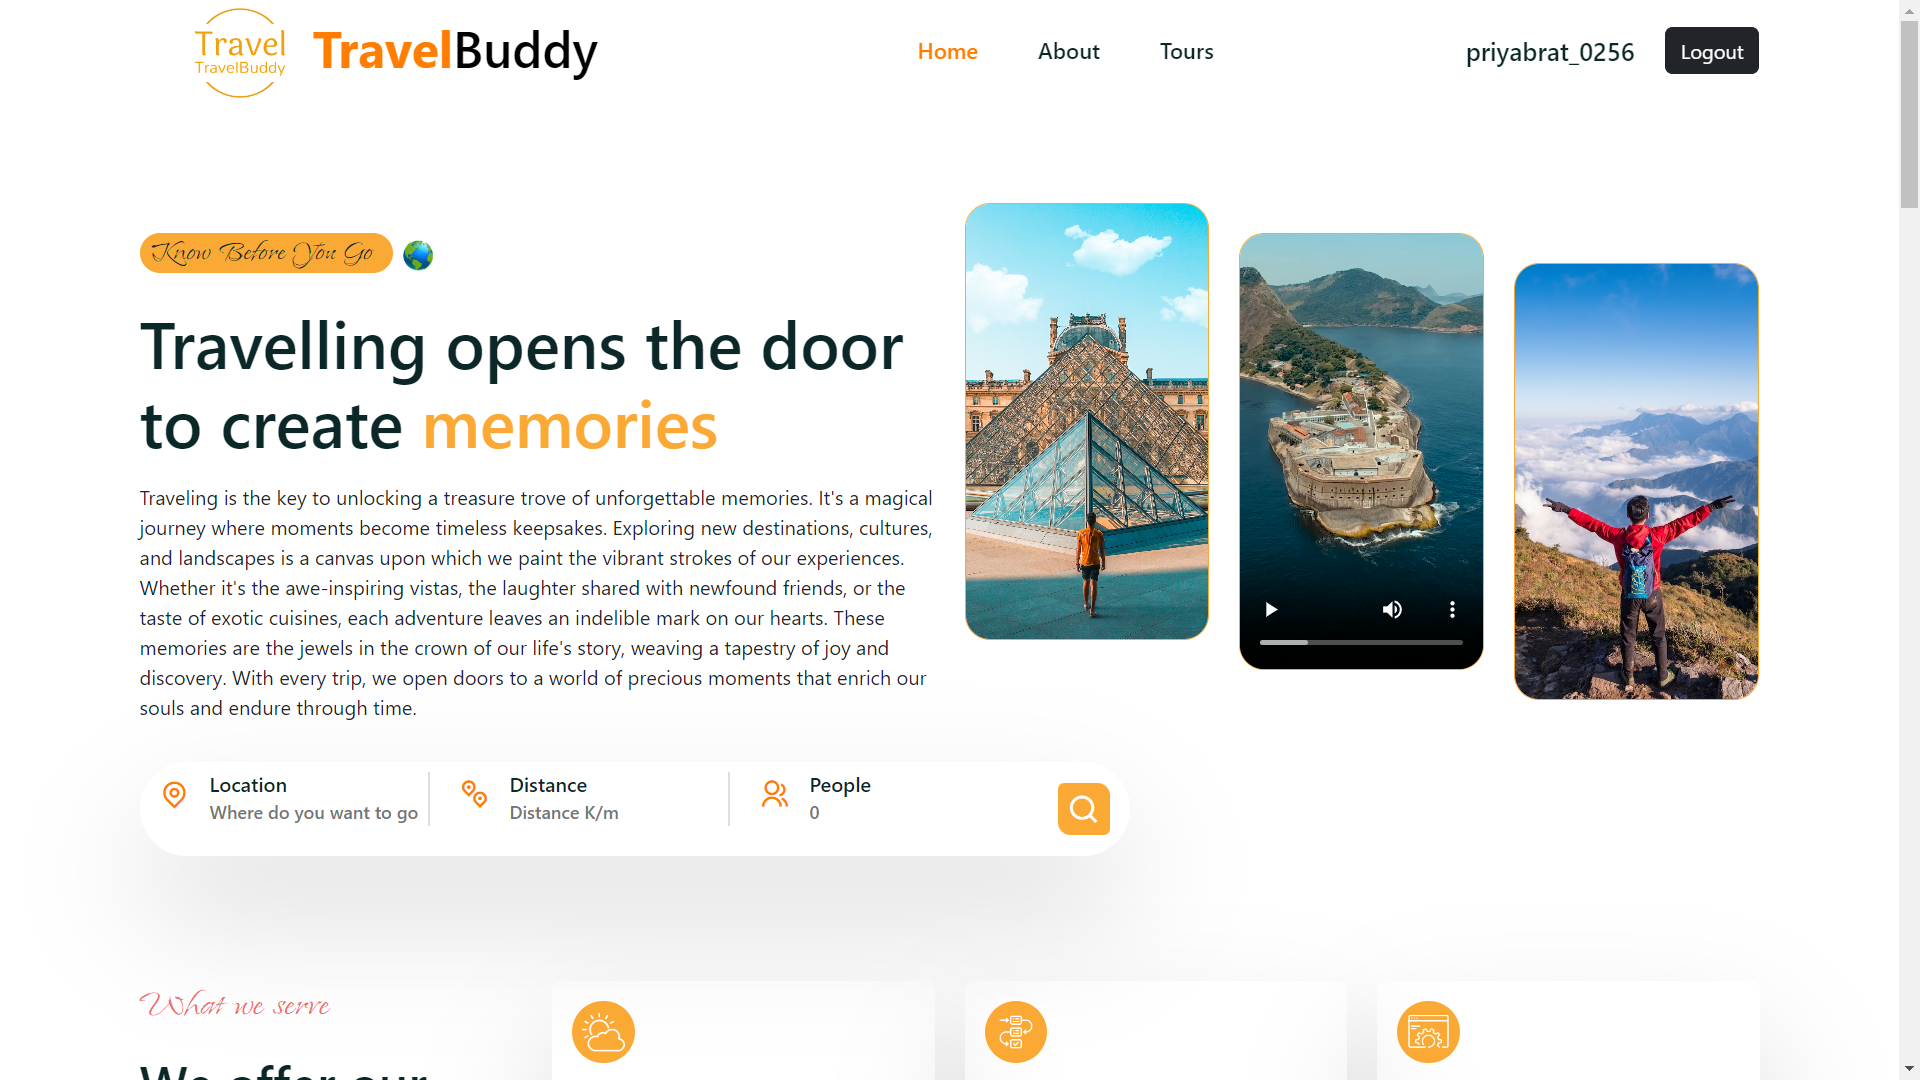 Travel
TravelBuddy
TravelBuddy
Home
About
Tours
priyabrat_0256
Logout
Know Before You Go
Travelling opens the door
to create memories
Traveling is the key to unlocking a treasure trove of unforgettable memories. It's a magical
journey where moments become timeless keepsakes. Exploring new destinations, cultures,
and landscapes is a canvas upon which we paint the vibrant strokes of our experiences.
Whether it's the awe-inspiring vistas, the laughter shared with newfound friends, or the
taste of exotic cuisines, each adventure leaves an indelible mark on our hearts. These
memories are the jewels in the crown of our life's story, weaving a tapestry of joy and
discovery. With every trip, we open doors to a world of precious moments that enrich our
souls and endure through time.
Location
Where do you want to go
Distance
Distance K/m
People
0
What we serve
We offer our